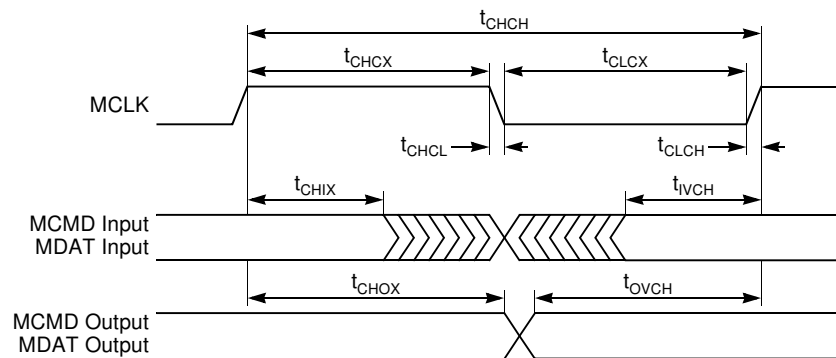 tCHCH
tCHCX tCLCX
MCLK
tCHCL tCLCH
tCHIX tIVCH
MCMD Input
MDAT Input
tCHOX tOVCH
MCMD Output
MDAT Output